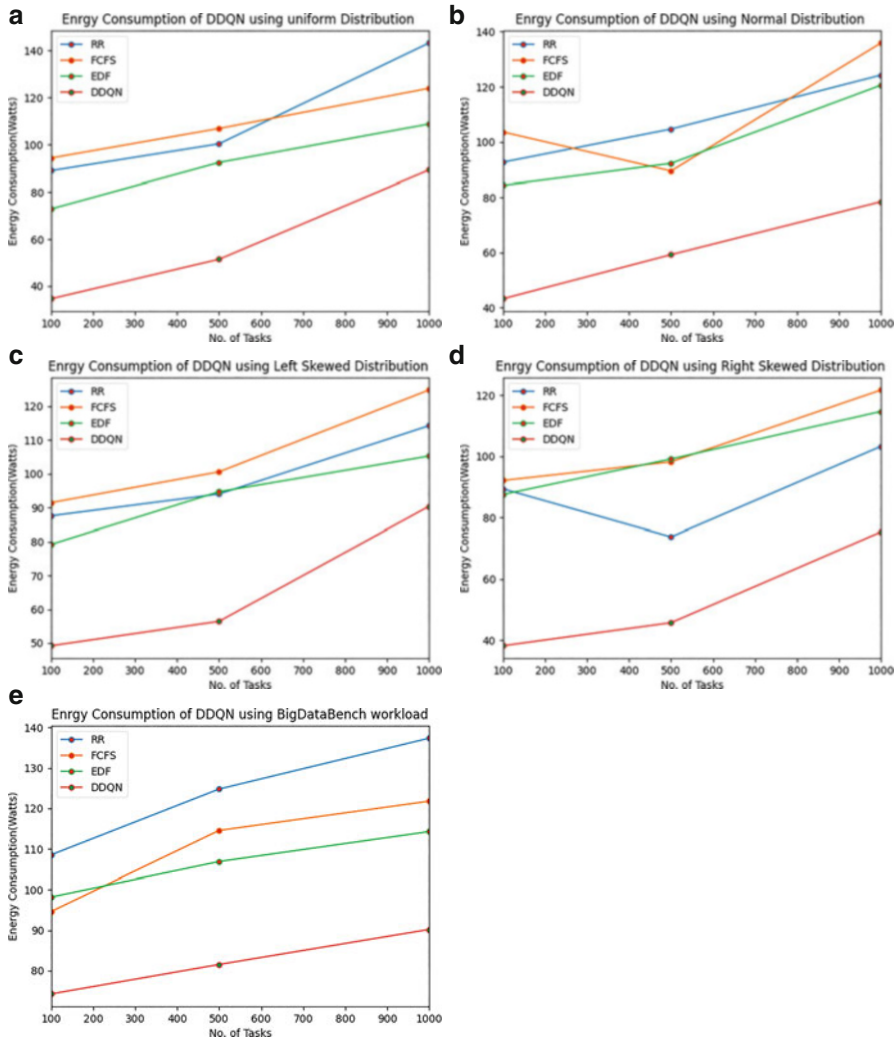 a
Enrgy Consumption of DDQN using uniform Distribution
RR
FCFS
EDF
DDQN
Energy Consumption(Watts)
140
120
100
80
60
40
100 200 300 400 500 600 700 800 900 1000
No. of Tasks
b
Enrgy Consumption of DDQN using Normal Distribution
RR
FCFS
EDF
DDQN
Energy Consumption(Watts)
140
120
100
80
60
40
100 200 300 400 500 600 700 800 900 1000
No. of Tasks
c
Enrgy Consumption of DDQN using Left Skewed Distribution
RR
FCFS
EDF
DDQN
Energy Consumption(Watts)
120
110
100
90
80
70
60
50
100 200 300 400 500 600 700 800 900 1000
No. of Tasks
d
Enrgy Consumption of DDQN using Right Skewed Distribution
RR
FCFS
EDF
DDQN
Energy Consumption(Watts)
120
100
80
60
40
100 200 300 400 500 600 700 800 900 1000
No. of Tasks
e
Enrgy Consumption of DDQN using BigDataBench workload
RR
FCFS
EDF
DDQN
Energy Consumption(Watts)
140
130
120
110
100
90
80
100 200 300 400 500 600 700 800 900 1000
No. of Tasks